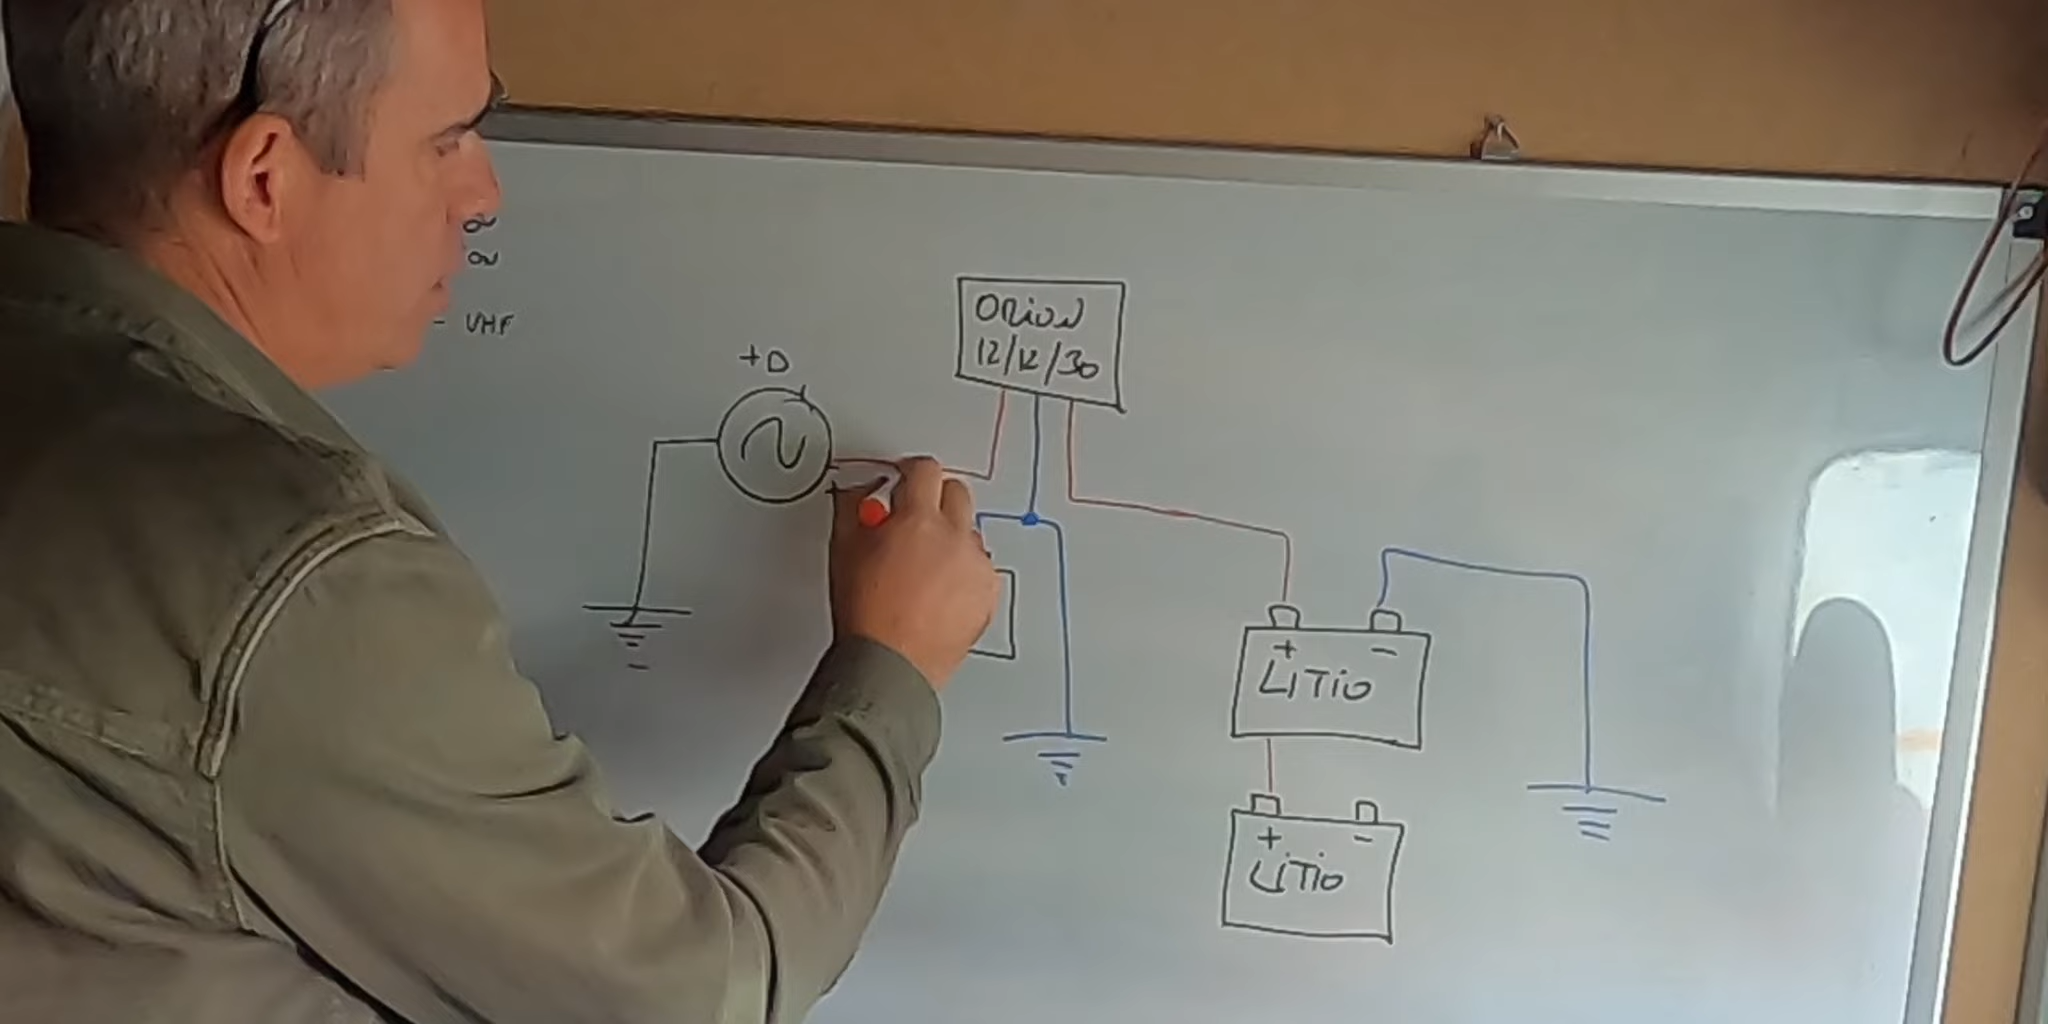 - VHF
+D
ORION
12/12/30
+ -
LITIO
+ -
LITIO